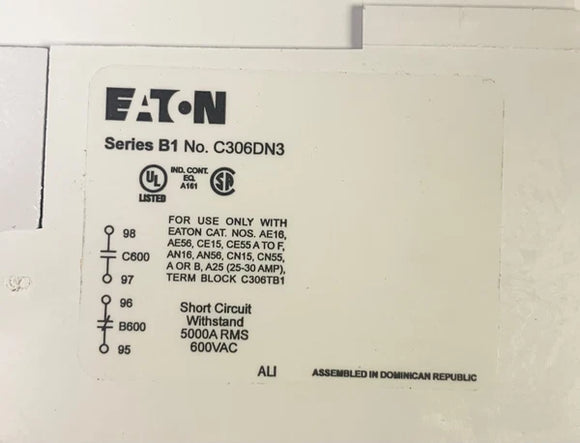 EATON
Series B1 No. C306DN3
UL
LISTED
IND. CONT.
EQ.
A161
SA
FOR USE ONLY WITH
EATON CAT. NOS. AE16,
AE56, CE15, CE55 A TO F,
AN16, AN56, CN15, CN55,
A OR B, A25 (25-30 AMP),
TERM BLOCK C306TB1
98
C600
97
96
B600
95
Short Circuit
Withstand
5000A RMS
600VAC
ALI
ASSEMBLED IN DOMINICAN REPUBLIC